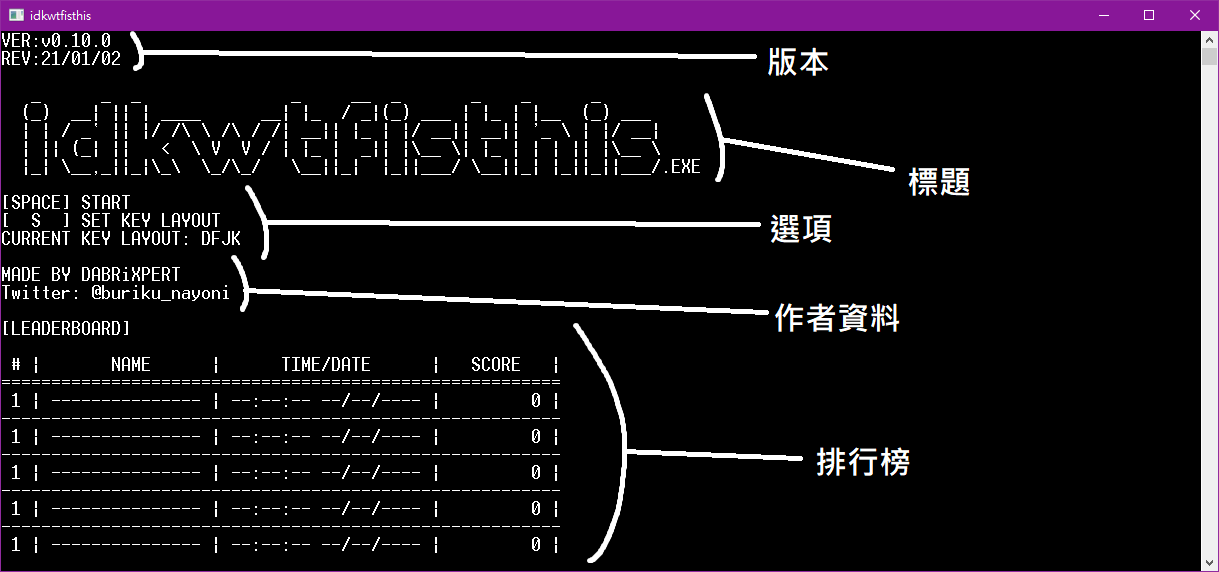 idkwtfisthis
VER:v0.10.0
REV:21/01/02
版本
idkwtfisthis.EXE
標題
[SPACE] START
[  S  ] SET KEY LAYOUT
CURRENT KEY LAYOUT: DFJK
選項
MADE BY DABRiXPERT
Twitter: @buriku_nayoni
作者資料
[LEADERBOARD]
# | NAME | TIME/DATE | SCORE |
1 | --------------- | --:--:-- --/--/---- | 0 |
1 | --------------- | --:--:-- --/--/---- | 0 |
1 | --------------- | --:--:-- --/--/---- | 0 |
1 | --------------- | --:--:-- --/--/---- | 0 |
1 | --------------- | --:--:-- --/--/---- | 0 |
排行榜